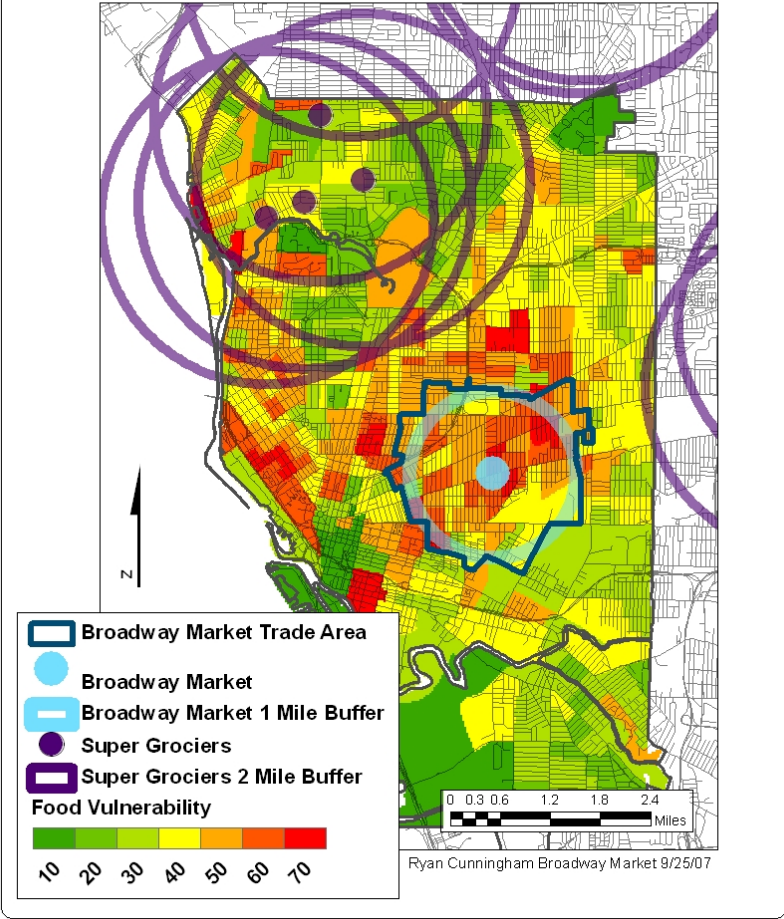 N
Broadway Market Trade Area
Broadway Market
Broadway Market 1 Mile Buffer
Super Grociers
Super Grociers 2 Mile Buffer
Food Vulnerability
10 20 30 40 50 60 70
0 0.3 0.6 1.2 1.8 2.4
Miles
Ryan Cunningham Broadway Market 9/25/07